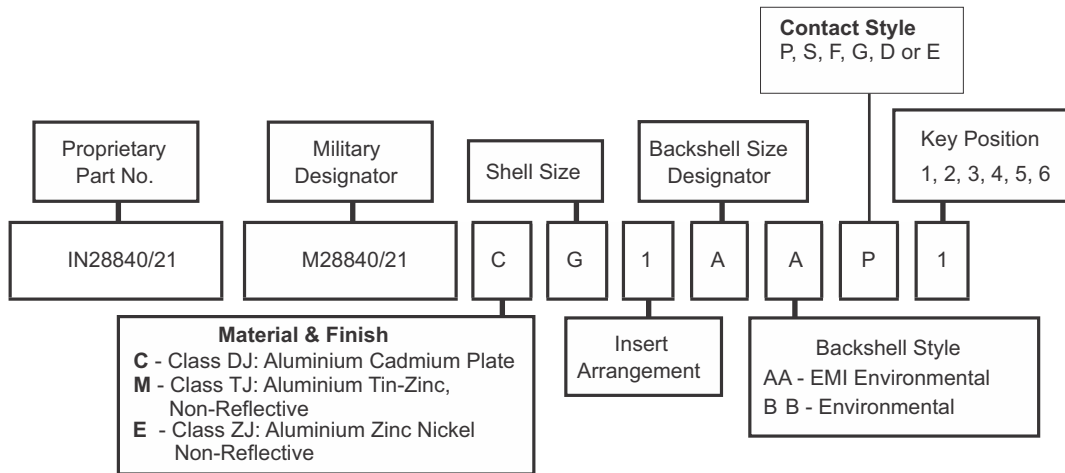 Contact Style
P, S, F, G, D or E
Proprietary
Part No.
Military
Designator
Shell Size
Backshell Size
Designator
Key Position
1, 2, 3, 4, 5, 6
IN28840/21
M28840/21
C
G
1
A
A
P
1
Material & Finish
C - Class DJ: Aluminium Cadmium Plate
M - Class TJ: Aluminium Tin-Zinc,
Non-Reflective
E - Class ZJ: Aluminium Zinc Nickel
Non-Reflective
Insert
Arrangement
Backshell Style
AA - EMI Environmental
B B - Environmental